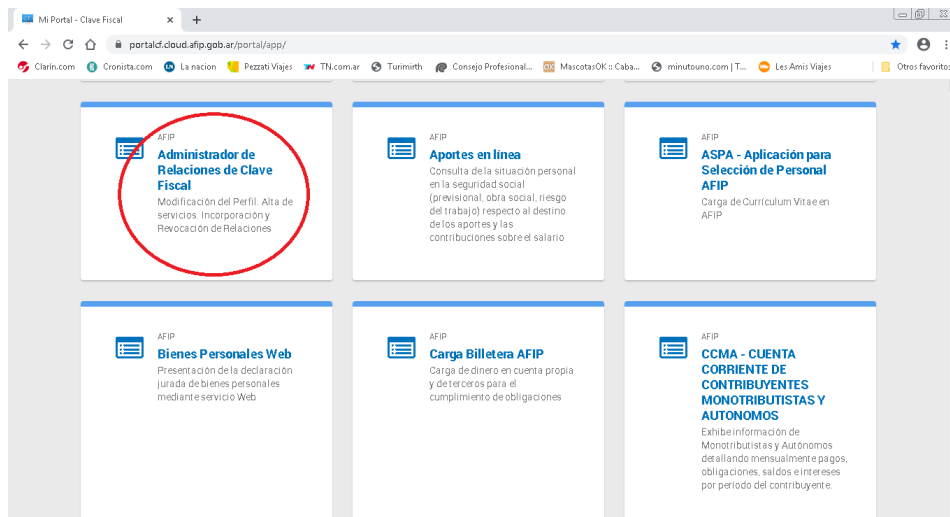 Mi Portal - Clave Fiscal
portalcf.cloud.afip.gob.ar/portal/app/
Clarín.com
Cronista.com
La nacion
Pezzati Viajes
TN.com.ar
Turimirth
Consejo Profesional...
MascotasOK :: Caba...
minutouno.com | T...
Les Amis Viajes
Otros favoritos
AFIP
Administrador de
Relaciones de Clave
Fiscal
Modificación del Perfil. Alta de
servicios. Incorporación y
Revocación de Relaciones
AFIP
Aportes en línea
Consulta de la situación personal
en la seguridad social
(previsional, obra social, riesgo
del trabajo) respecto al destino
de los aportes y las
contribuciones sobre el salario
AFIP
ASPA - Aplicación para
Selección de Personal
AFIP
Carga de Currículum Vitae en
AFIP
AFIP
Bienes Personales Web
Presentación de la declaración
jurada de bienes personales
mediante servicio Web
AFIP
Carga Billetera AFIP
Carga de dinero en cuenta propia
y de terceros para el
cumplimiento de obligaciones
AFIP
CCMA - CUENTA
CORRIENTE DE
CONTRIBUYENTES
MONOTRIBUTISTAS Y
AUTONOMOS
Exhibe información de
Monotributistas y Autónomos
detallando mensualmente pagos,
obligaciones, saldos e intereses
por período del contribuyente.